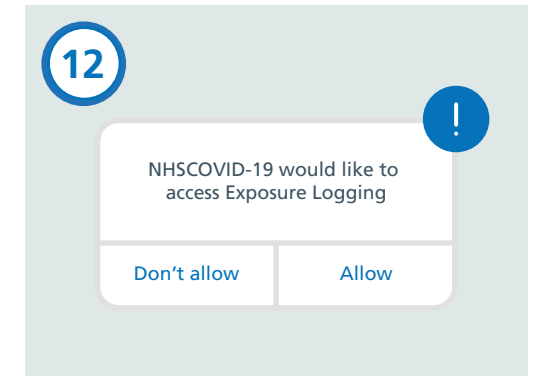 12
!
NHSCOVID-19 would like to
access Exposure Logging
Don't allow
Allow